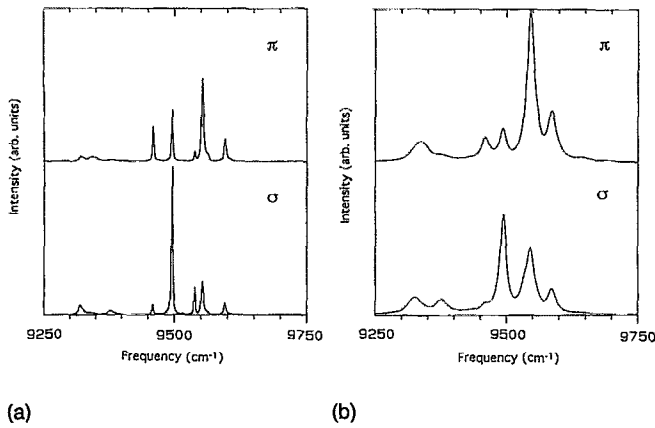 π
σ
Intensity (arb. units)
9250
9500
9750
Frequency (cm-1)
(a)
π
σ
Intensity (arb. units)
9250
9500
9750
Frequency (cm-1)
(b)